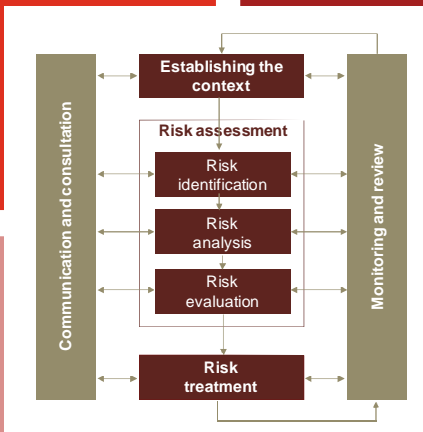 Establishing the
context
Communication and consultation
Risk assessment
Risk
identification
Risk
analysis
Risk
evaluation
Monitoring and review
Risk
treatment